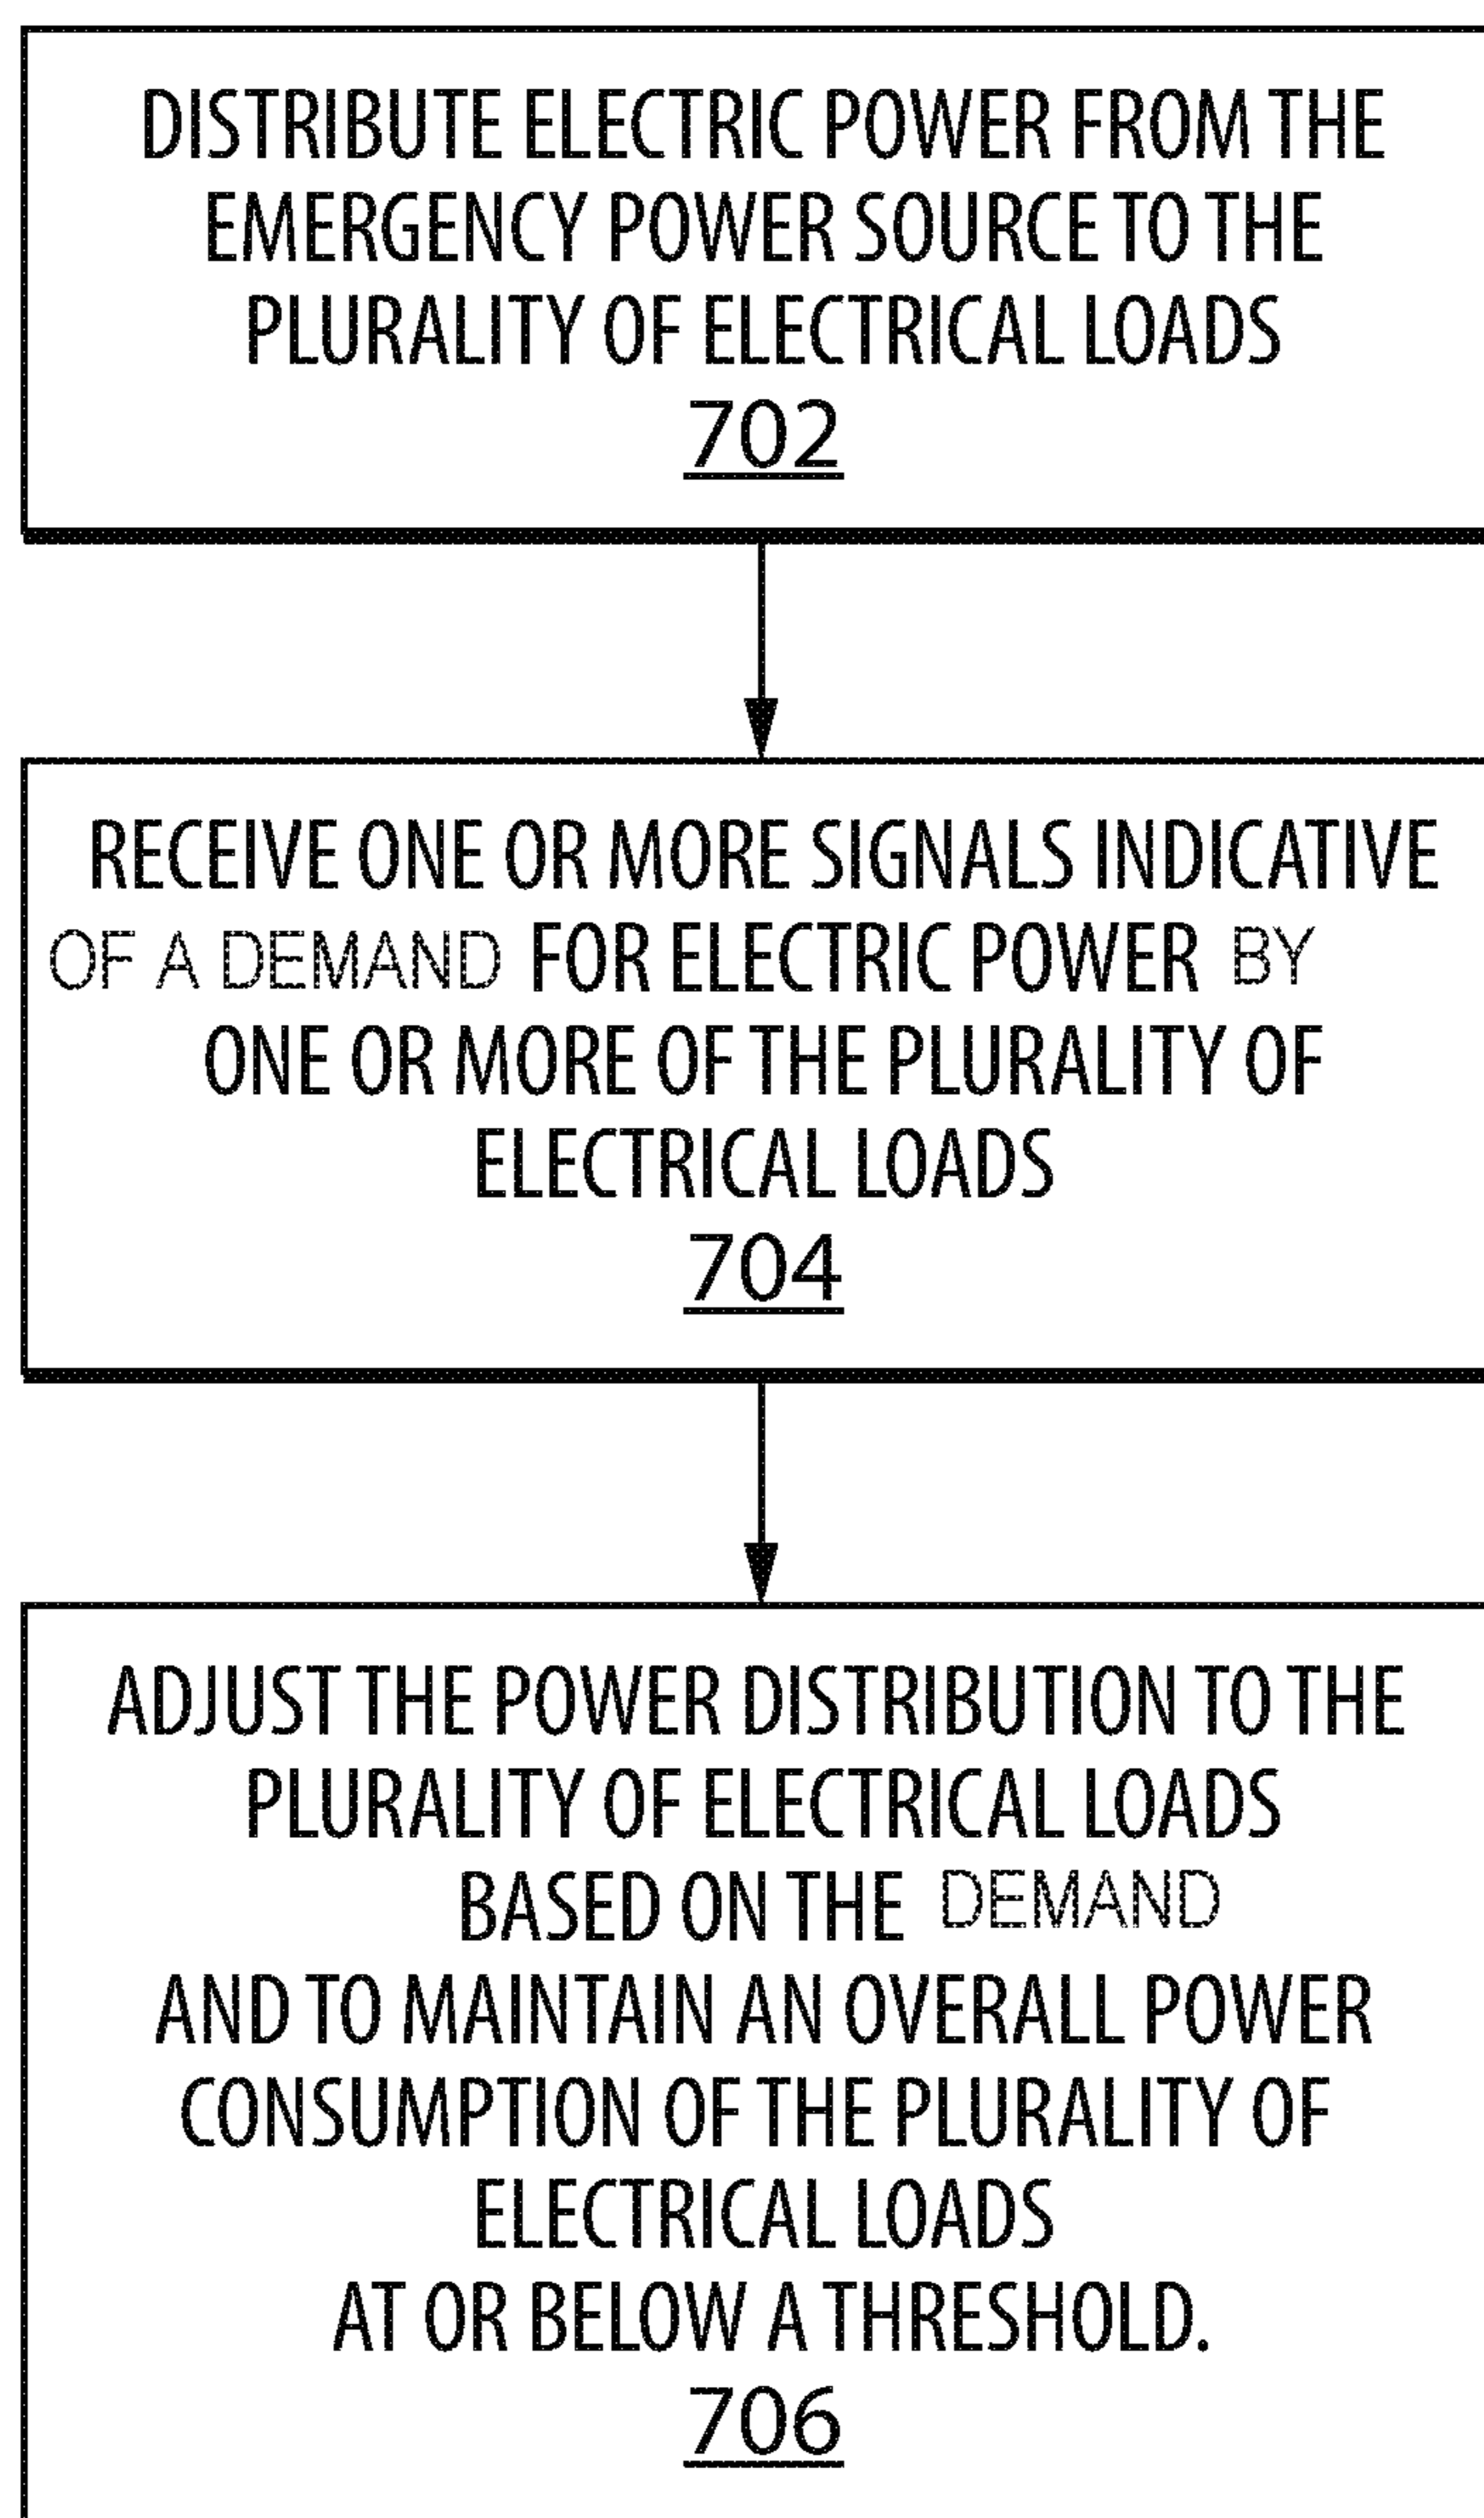 DISTRIBUTE ELECTRIC POWER FROM THE
EMERGENCY POWER SOURCE TO THE
PLURALITY OF ELECTRICAL LOADS
702
RECEIVE ONE OR MORE SIGNALS INDICATIVE
OF A DEMAND FOR ELECTRIC POWER BY
ONE OR MORE OF THE PLURALITY OF
ELECTRICAL LOADS
704
ADJUST THE POWER DISTRIBUTION TO THE
PLURALITY OF ELECTRICAL LOADS
BASED ON THE DEMAND
AND TO MAINTAIN AN OVERALL POWER
CONSUMPTION OF THE PLURALITY OF
ELECTRICAL LOADS
AT OR BELOW A THRESHOLD.
706